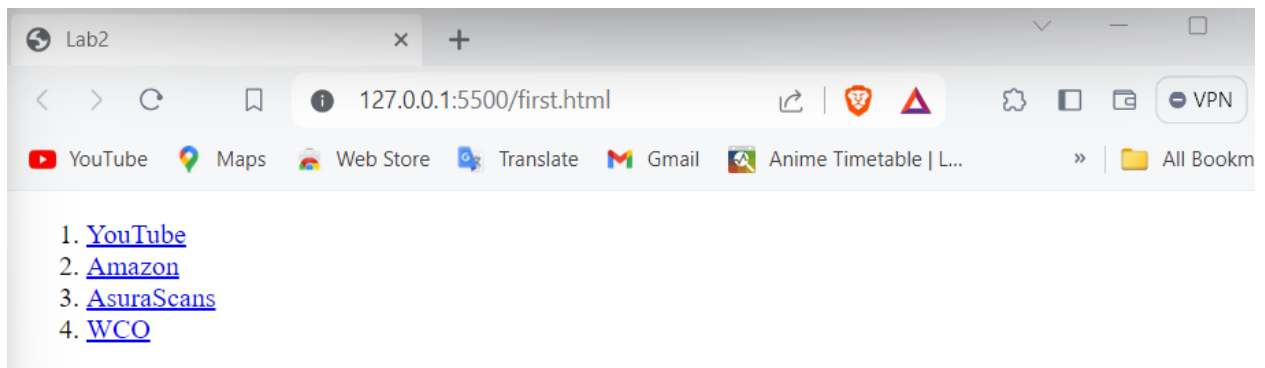 Lab2
127.0.0.1:5500/first.html VPN
YouTube Maps Web Store Translate Gmail Anime Timetable | L... » All Bookm
1. YouTube
2. Amazon
3. AsuraScans
4. WCO